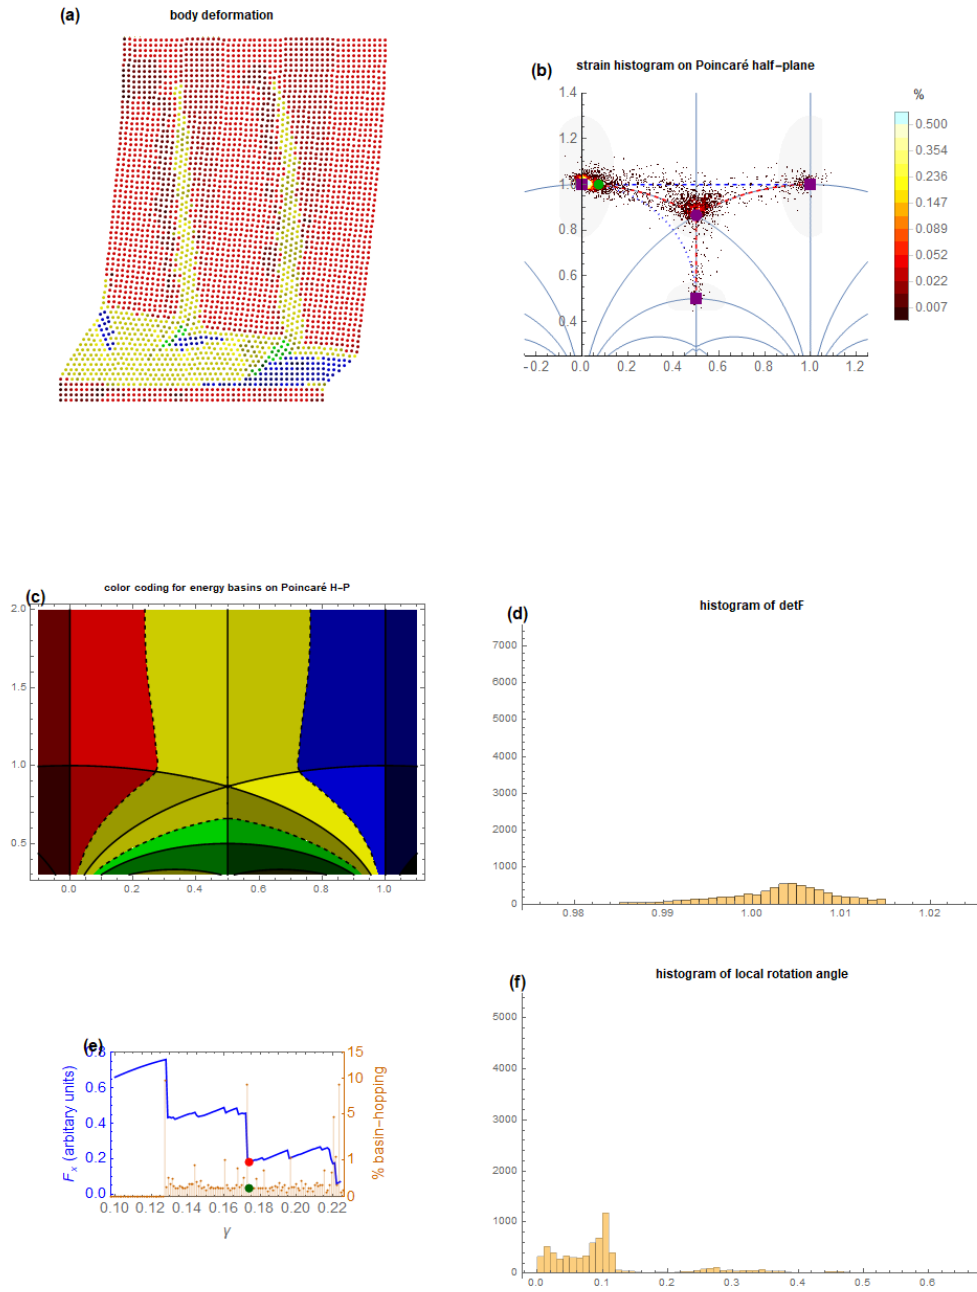 (a)
body deformation
(b)
strain histogram on Poincaré half-plane
%
1.4
1.2
1.0
0.8
0.6
0.4
-0.2 0.0 0.2 0.4 0.6 0.8 1.0 1.2
0.500
0.354
0.236
0.147
0.089
0.052
0.022
0.007
(c)
color coding for energy basins on Poincaré H-P
2.0
1.5
1.0
0.5
0.0 0.2 0.4 0.6 0.8 1.0
(d)
histogram of detF
7000
6000
5000
4000
3000
2000
1000
0
0.98 0.99 1.00 1.01 1.02
(e)
F x (arbitary units)
0.8
0.6
0.4
0.2
0.0
0.10 0.12 0.14 0.16 0.18 0.20 0.22
γ
15
10
5
1
0
% basin-hopping
(f)
histogram of local rotation angle
5000
4000
3000
2000
1000
0
0.0 0.1 0.2 0.3 0.4 0.5 0.6